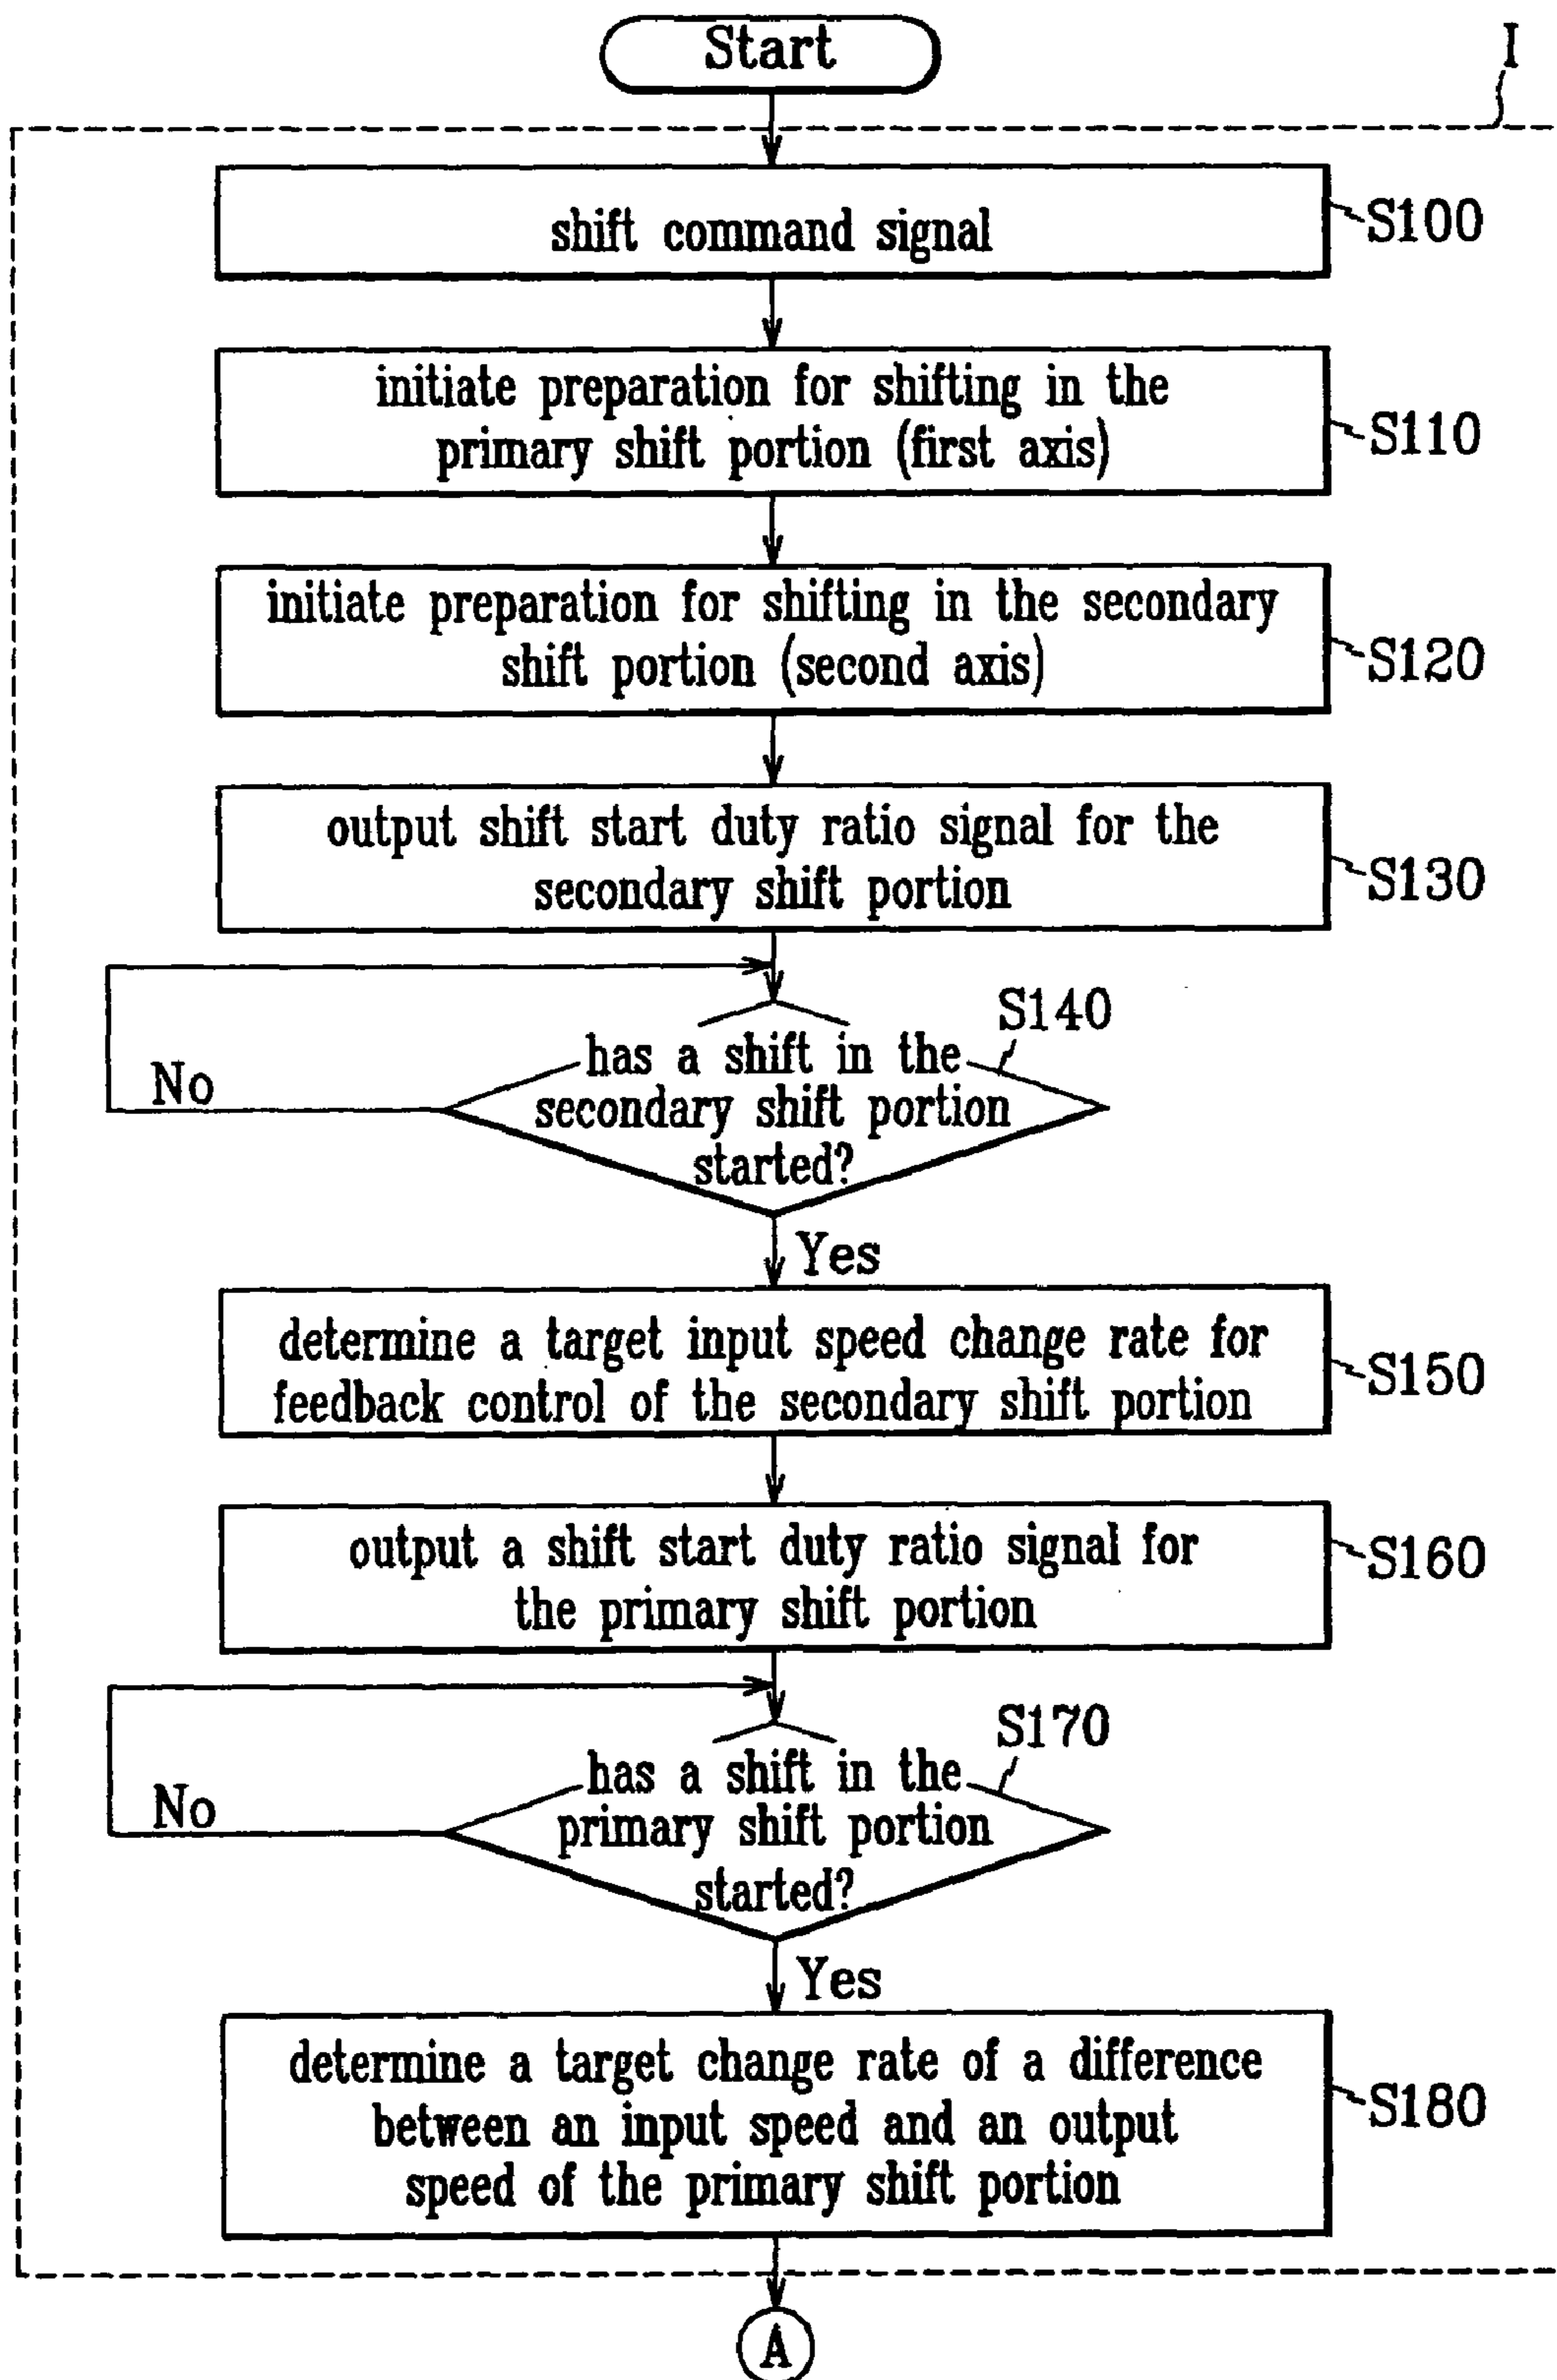 Start
I
shift command signal
S100
initiate preparation for shifting in the
primary shift portion (first axis)
S110
initiate preparation for shifting in the secondary
shift portion (second axis)
S120
output shift start duty ratio signal for the
secondary shift portion
S130
S140
has a shift in the
secondary shift portion
started?
No
Yes
determine a target input speed change rate for
feedback control of the secondary shift portion
S150
output a shift start duty ratio signal for
the primary shift portion
S160
S170
has a shift in the
primary shift portion
started?
No
Yes
determine a target change rate of a difference
between an input speed and an output
speed of the primary shift portion
S180
A